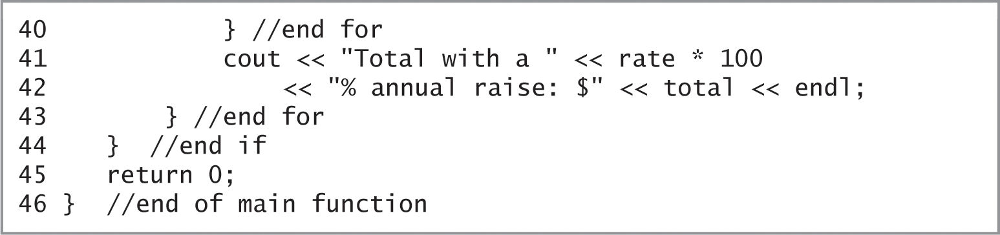 40             } //end for
41             cout << "Total with a " << rate * 100
42                 << "% annual raise: $" << total << endl;
43         } //end for
44     }  //end if
45     return 0;
46 }  //end of main function